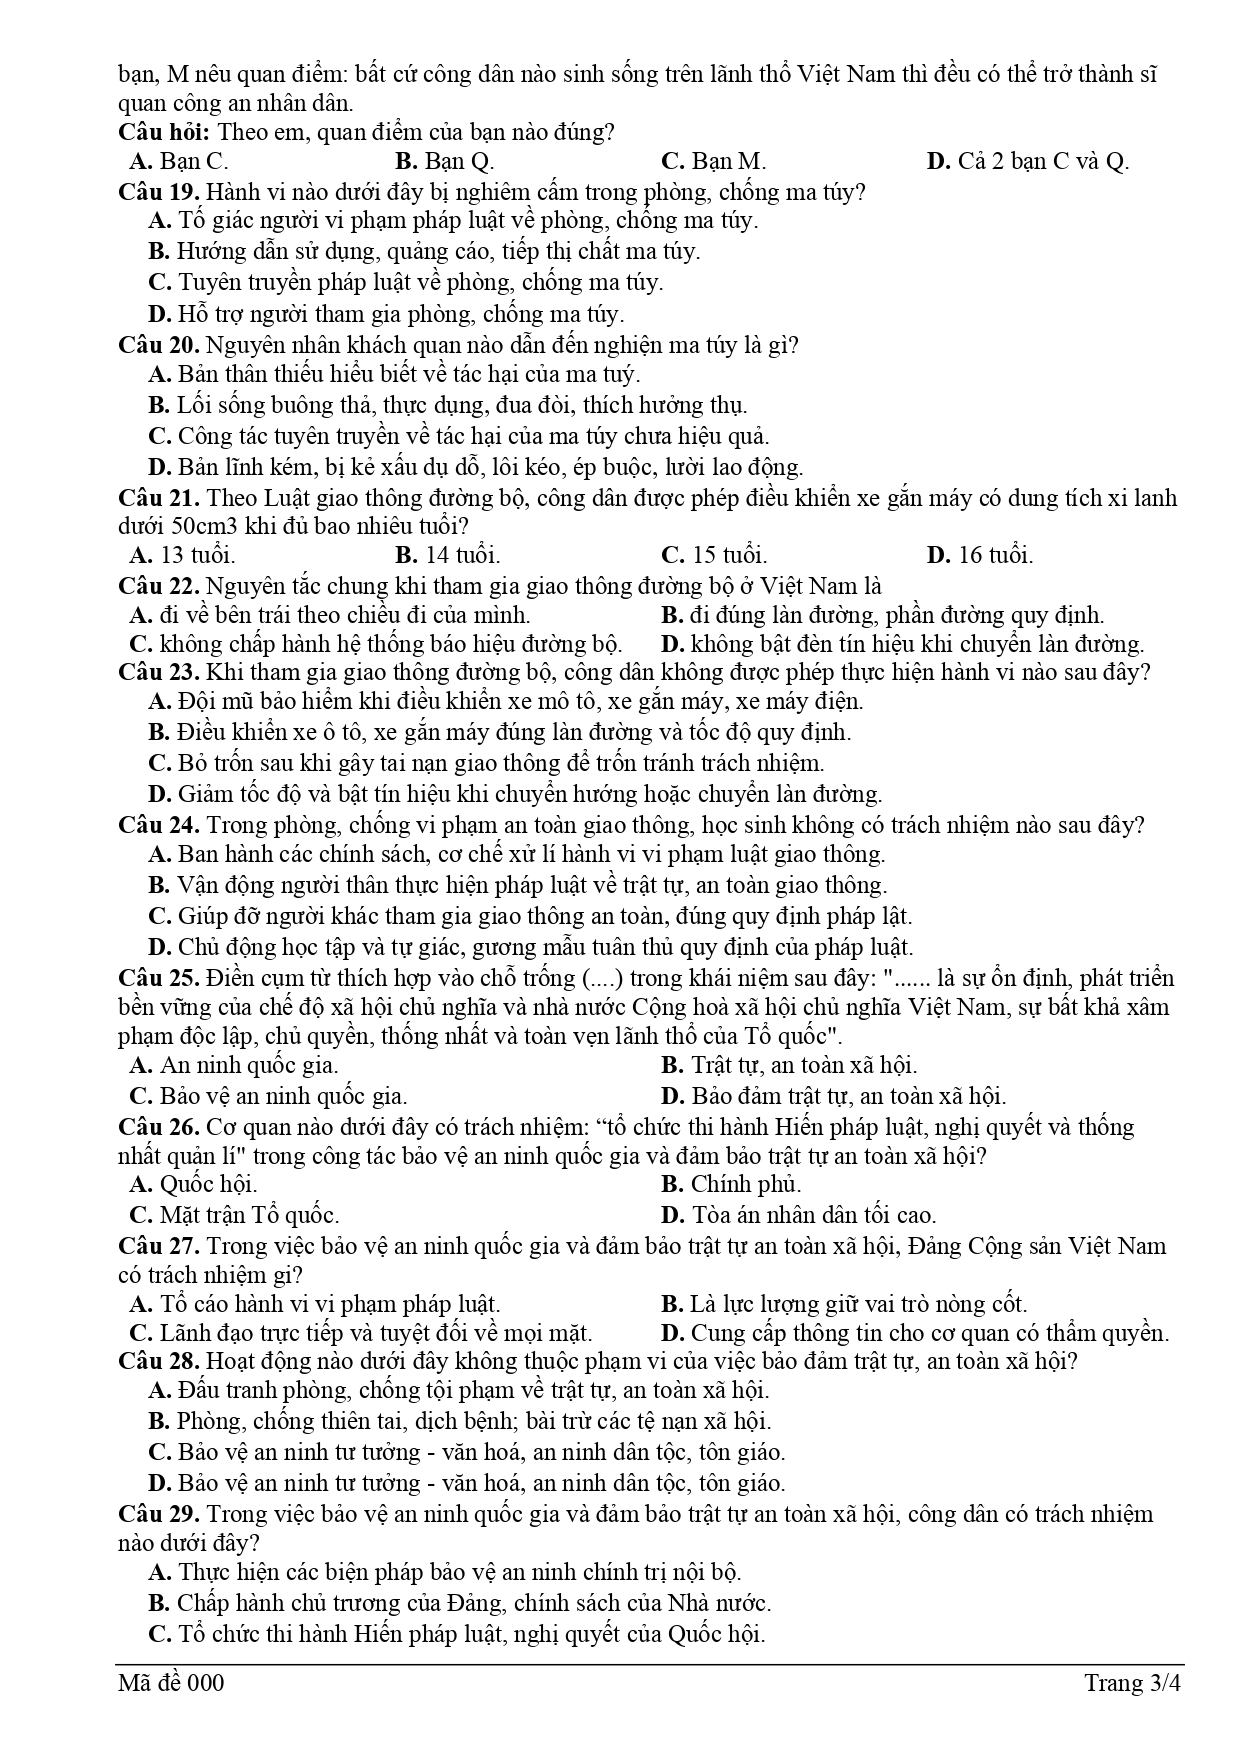 bạn, M nêu quan điểm: bất cứ công dân nào sinh sống trên lãnh thổ Việt Nam thì đều có thể trở thành sĩ
quan công an nhân dân.
Câu hỏi: Theo em, quan điểm của bạn nào đúng?
A. Bạn C. B. Bạn Q. C. Bạn M. D. Cả 2 bạn C và Q.
Câu 19. Hành vi nào dưới đây bị nghiêm cấm trong phòng, chống ma túy?
A. Tố giác người vi phạm pháp luật về phòng, chống ma túy.
B. Hướng dẫn sử dụng, quảng cáo, tiếp thị chất ma túy.
C. Tuyên truyền pháp luật về phòng, chống ma túy.
D. Hỗ trợ người tham gia phòng, chống ma túy.
Câu 20. Nguyên nhân khách quan nào dẫn đến nghiện ma túy là gì?
A. Bản thân thiếu hiểu biết về tác hại của ma tuý.
B. Lối sống buông thả, thực dụng, đua đòi, thích hưởng thụ.
C. Công tác tuyên truyền về tác hại của ma túy chưa hiệu quả.
D. Bản lĩnh kém, bị kẻ xấu dụ dỗ, lôi kéo, ép buộc, lười lao động.
Câu 21. Theo Luật giao thông đường bộ, công dân được phép điều khiển xe gắn máy có dung tích xi lanh
dưới 50cm3 khi đủ bao nhiêu tuổi?
A. 13 tuổi. B. 14 tuổi. C. 15 tuổi. D. 16 tuổi.
Câu 22. Nguyên tắc chung khi tham gia giao thông đường bộ ở Việt Nam là
A. đi về bên trái theo chiều đi của mình. B. đi đúng làn đường, phần đường quy định.
C. không chấp hành hệ thống báo hiệu đường bộ. D. không bật đèn tín hiệu khi chuyển làn đường.
Câu 23. Khi tham gia giao thông đường bộ, công dân không được phép thực hiện hành vi nào sau đây?
A. Đội mũ bảo hiểm khi điều khiển xe mô tô, xe gắn máy, xe máy điện.
B. Điều khiển xe ô tô, xe gắn máy đúng làn đường và tốc độ quy định.
C. Bỏ trốn sau khi gây tai nạn giao thông để trốn tránh trách nhiệm.
D. Giảm tốc độ và bật tín hiệu khi chuyển hướng hoặc chuyển làn đường.
Câu 24. Trong phòng, chống vi phạm an toàn giao thông, học sinh không có trách nhiệm nào sau đây?
A. Ban hành các chính sách, cơ chế xử lí hành vi vi phạm luật giao thông.
B. Vận động người thân thực hiện pháp luật về trật tự, an toàn giao thông.
C. Giúp đỡ người khác tham gia giao thông an toàn, đúng quy định pháp lật.
D. Chủ động học tập và tự giác, gương mẫu tuân thủ quy định của pháp luật.
Câu 25. Điền cụm từ thích hợp vào chỗ trống (....) trong khái niệm sau đây: "...... là sự ổn định, phát triển
bền vững của chế độ xã hội chủ nghĩa và nhà nước Cộng hoà xã hội chủ nghĩa Việt Nam, sự bất khả xâm
phạm độc lập, chủ quyền, thống nhất và toàn vẹn lãnh thổ của Tổ quốc".
A. An ninh quốc gia. B. Trật tự, an toàn xã hội.
C. Bảo vệ an ninh quốc gia. D. Bảo đảm trật tự, an toàn xã hội.
Câu 26. Cơ quan nào dưới đây có trách nhiệm: “tổ chức thi hành Hiến pháp luật, nghị quyết và thống
nhất quản lí" trong công tác bảo vệ an ninh quốc gia và đảm bảo trật tự an toàn xã hội?
A. Quốc hội. B. Chính phủ.
C. Mặt trận Tổ quốc. D. Tòa án nhân dân tối cao.
Câu 27. Trong việc bảo vệ an ninh quốc gia và đảm bảo trật tự an toàn xã hội, Đảng Cộng sản Việt Nam
có trách nhiệm gi?
A. Tổ cáo hành vi vi phạm pháp luật. B. Là lực lượng giữ vai trò nòng cốt.
C. Lãnh đạo trực tiếp và tuyệt đối về mọi mặt. D. Cung cấp thông tin cho cơ quan có thẩm quyền.
Câu 28. Hoạt động nào dưới đây không thuộc phạm vi của việc bảo đảm trật tự, an toàn xã hội?
A. Đấu tranh phòng, chống tội phạm về trật tự, an toàn xã hội.
B. Phòng, chống thiên tai, dịch bệnh; bài trừ các tệ nạn xã hội.
C. Bảo vệ an ninh tư tưởng - văn hoá, an ninh dân tộc, tôn giáo.
D. Bảo vệ an ninh tư tưởng - văn hoá, an ninh dân tộc, tôn giáo.
Câu 29. Trong việc bảo vệ an ninh quốc gia và đảm bảo trật tự an toàn xã hội, công dân có trách nhiệm
nào dưới đây?
A. Thực hiện các biện pháp bảo vệ an ninh chính trị nội bộ.
B. Chấp hành chủ trương của Đảng, chính sách của Nhà nước.
C. Tổ chức thi hành Hiến pháp luật, nghị quyết của Quốc hội.
Mã đề 000 Trang 3/4